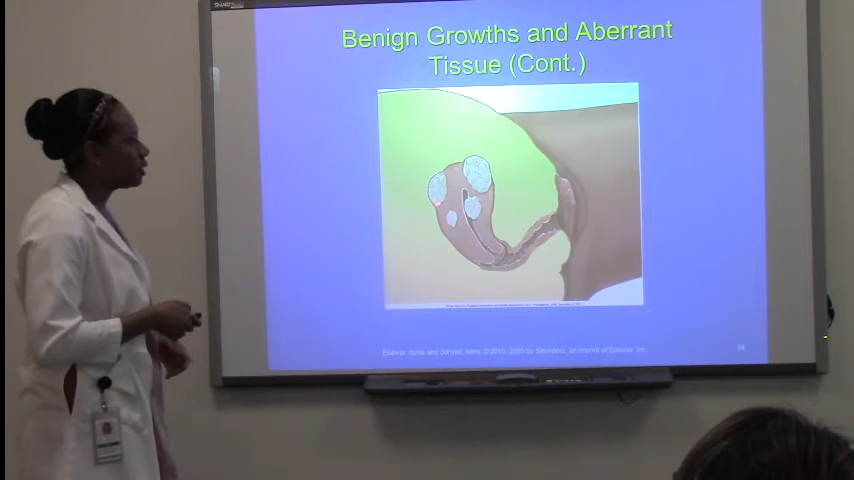 SMART
Benign Growths and Aberrant
Tissue (Cont.)
Elsevier items and derived items © 2010, 2005 by Saunders, an imprint of Elsevier Inc.